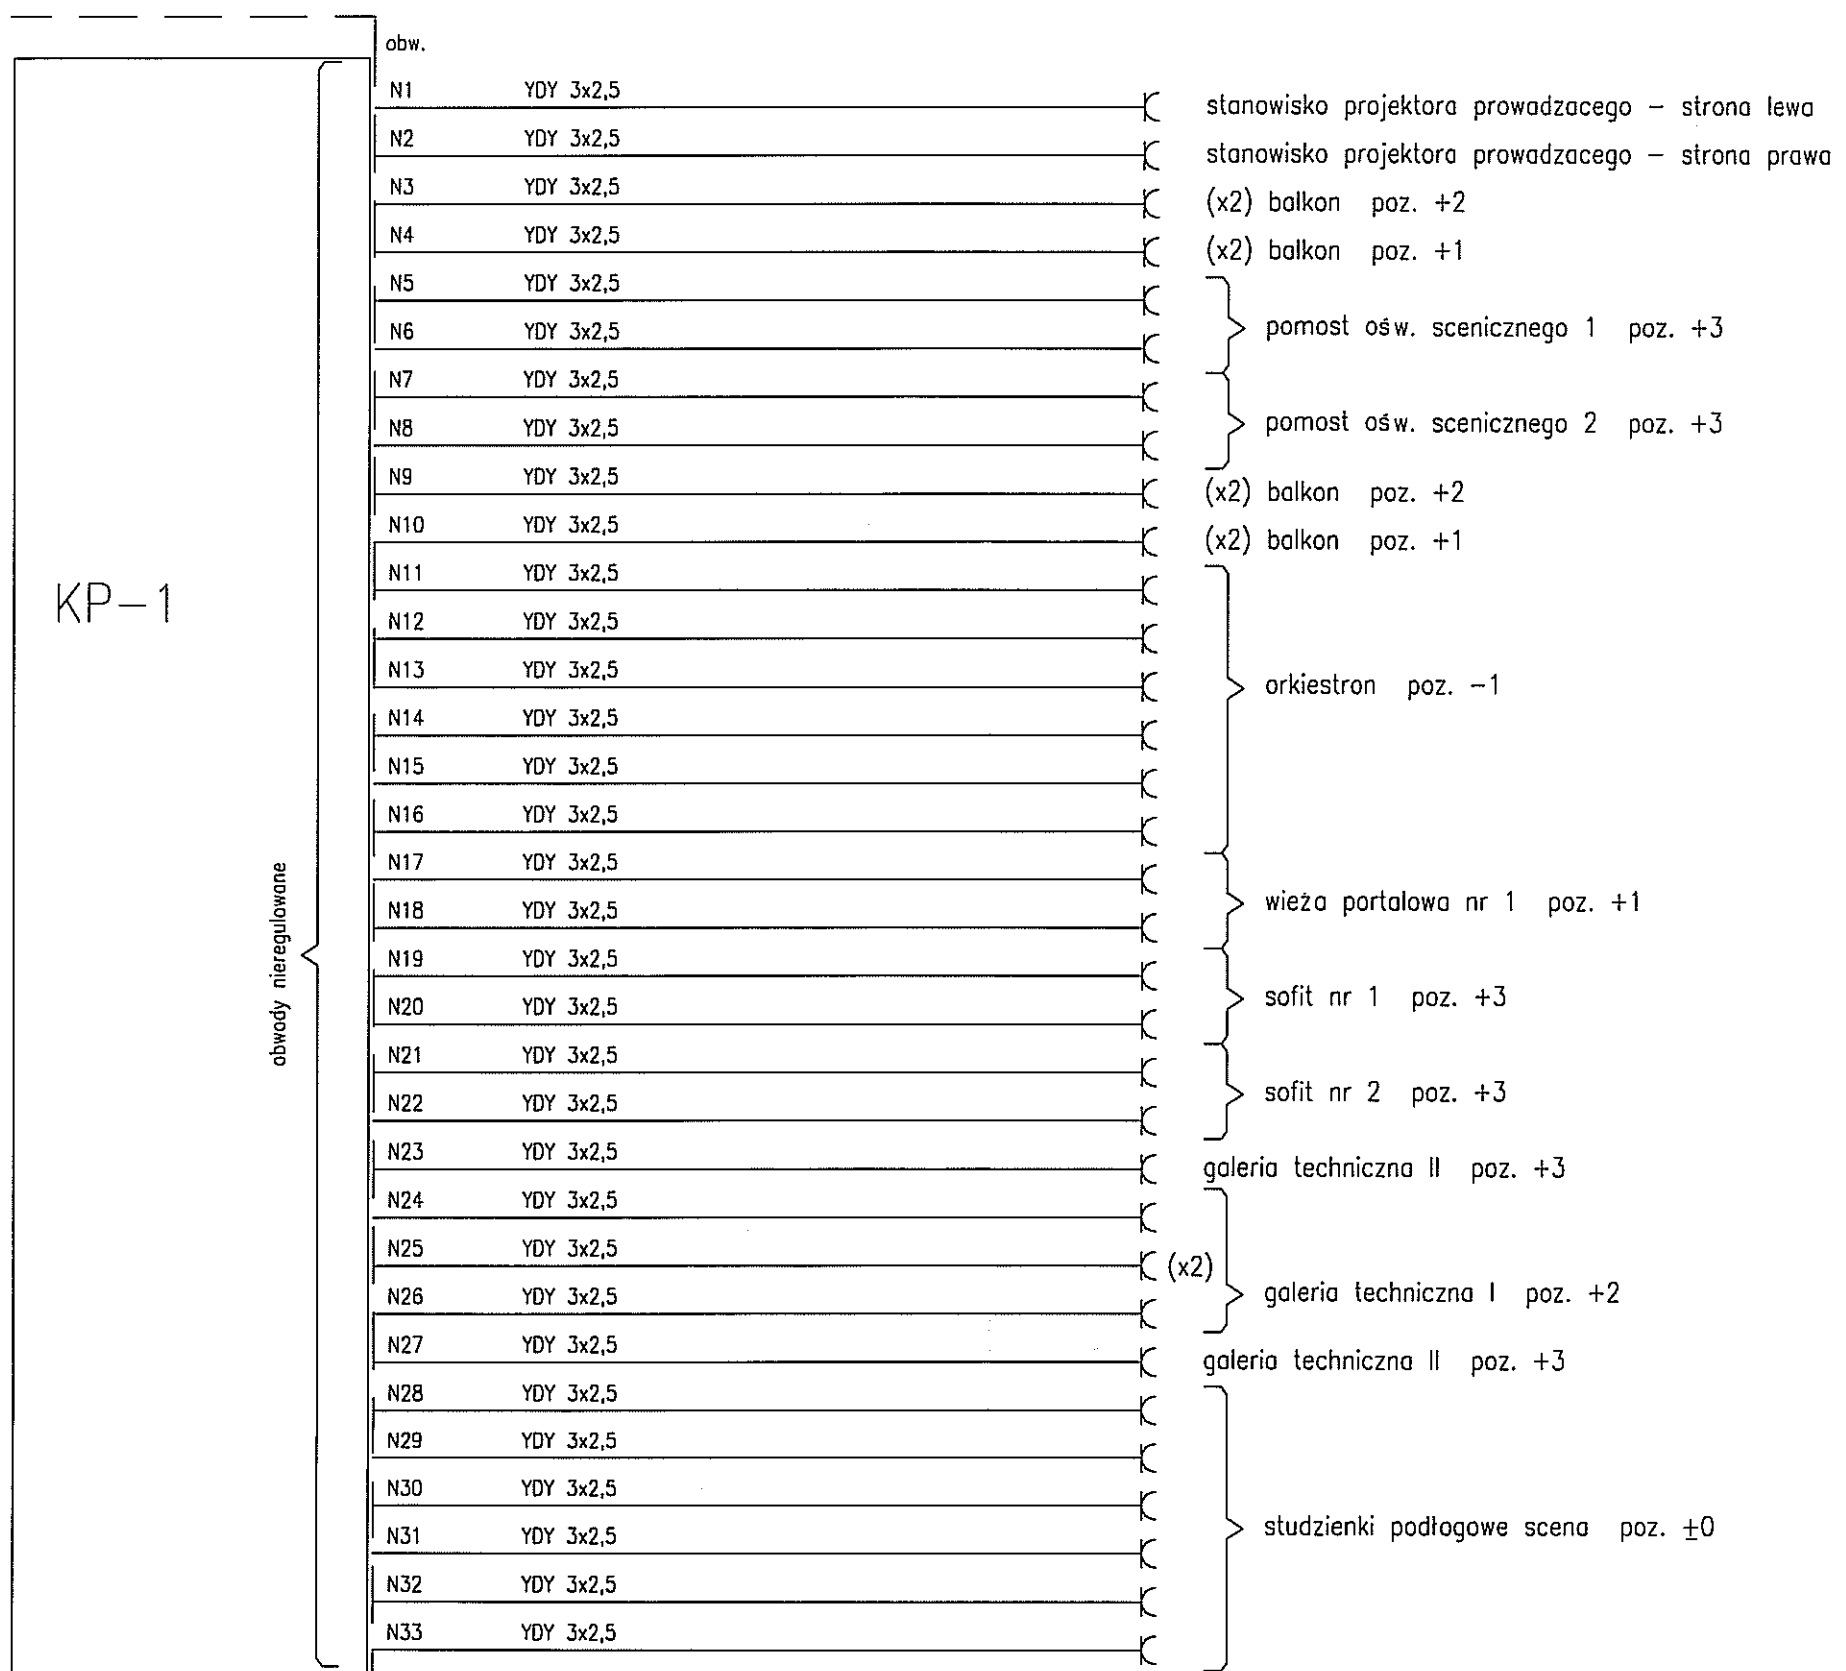 obw.
N1 YDY 3x2,5 stanowisko projektora prowadzacego – strona lewa
N2 YDY 3x2,5 stanowisko projektora prowadzacego – strona prawa
N3 YDY 3x2,5 (x2) balkon poz. +2
N4 YDY 3x2,5 (x2) balkon poz. +1
N5 YDY 3x2,5
pomost ośw. scenicznego 1 poz. +3
N6 YDY 3x2,5
N7 YDY 3x2,5
pomost ośw. scenicznego 2 poz. +3
N8 YDY 3x2,5
N9 YDY 3x2,5 (x2) balkon poz. +2
N10 YDY 3x2,5 (x2) balkon poz. +1
N11 YDY 3x2,5
KP-1
N12 YDY 3x2,5
N13 YDY 3x2,5
orkiestron poz. -1
N14 YDY 3x2,5
N15 YDY 3x2,5
N16 YDY 3x2,5
N17 YDY 3x2,5
wieża portalowa nr 1 poz. +1
N18 YDY 3x2,5
obwody nieregulowane
N19 YDY 3x2,5
sofit nr 1 poz. +3
N20 YDY 3x2,5
N21 YDY 3x2,5
sofit nr 2 poz. +3
N22 YDY 3x2,5
N23 YDY 3x2,5 galeria techniczna II poz. +3
N24 YDY 3x2,5
N25 YDY 3x2,5 (x2)
galeria techniczna I poz. +2
N26 YDY 3x2,5
N27 YDY 3x2,5 galeria techniczna II poz. +3
N28 YDY 3x2,5
N29 YDY 3x2,5
N30 YDY 3x2,5
studzienki podłogowe scena poz. ±0
N31 YDY 3x2,5
N32 YDY 3x2,5
N33 YDY 3x2,5